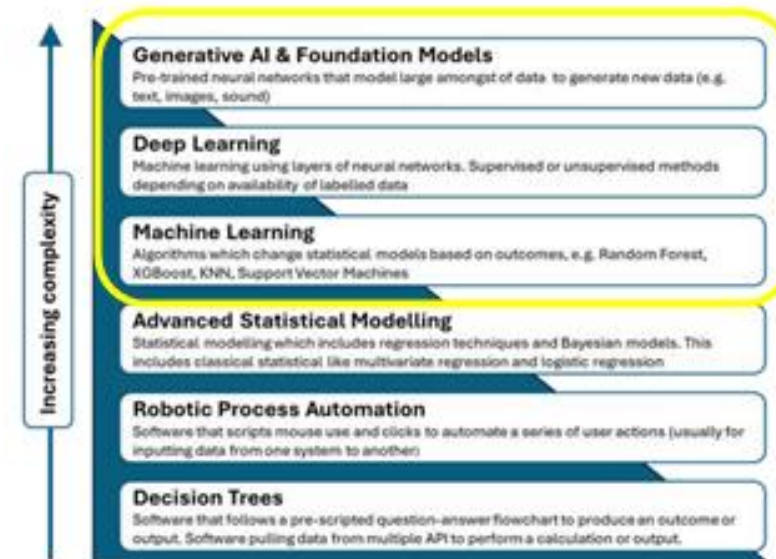 Increasing complexity
Generative AI & Foundation Models
Pre-trained neural networks that model large amongst of data to generate new data (e.g.
text, images, sound)
Deep Learning
Machine learning using layers of neural networks. Supervised or unsupervised methods
depending on availability of labelled data
Machine Learning
Algorithms which change statistical models based on outcomes, e.g. Random Forest,
XGBoost, KNN, Support Vector Machines
Advanced Statistical Modelling
Statistical modelling which includes regression techniques and Bayesian models. This
includes classical statistical like multivariate regression and logistic regression
Robotic Process Automation
Software that scripts mouse use and clicks to automate a series of user actions (usually for
inputting data from one system to another)
Decision Trees
Software that follows a pre-scripted question-answer flowchart to produce an outcome or
output. Software pulling data from multiple API to perform a calculation or output.